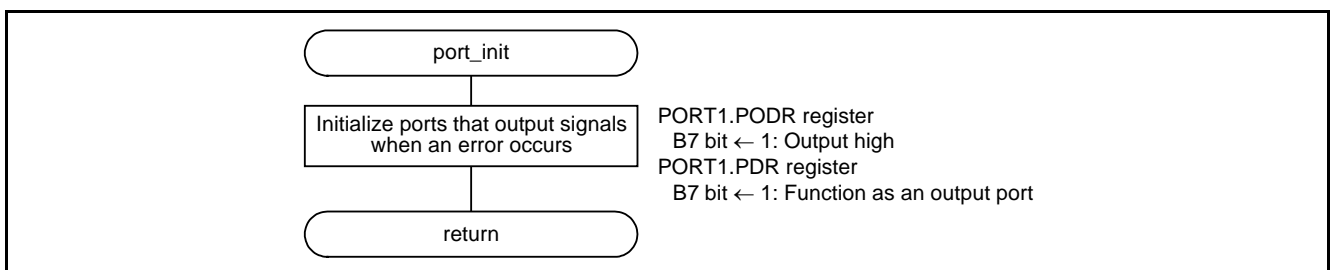 port_init
Initialize ports that output signals
when an error occurs
PORT1.PODR register
B7 bit ← 1: Output high
PORT1.PDR register
B7 bit ← 1: Function as an output port
return